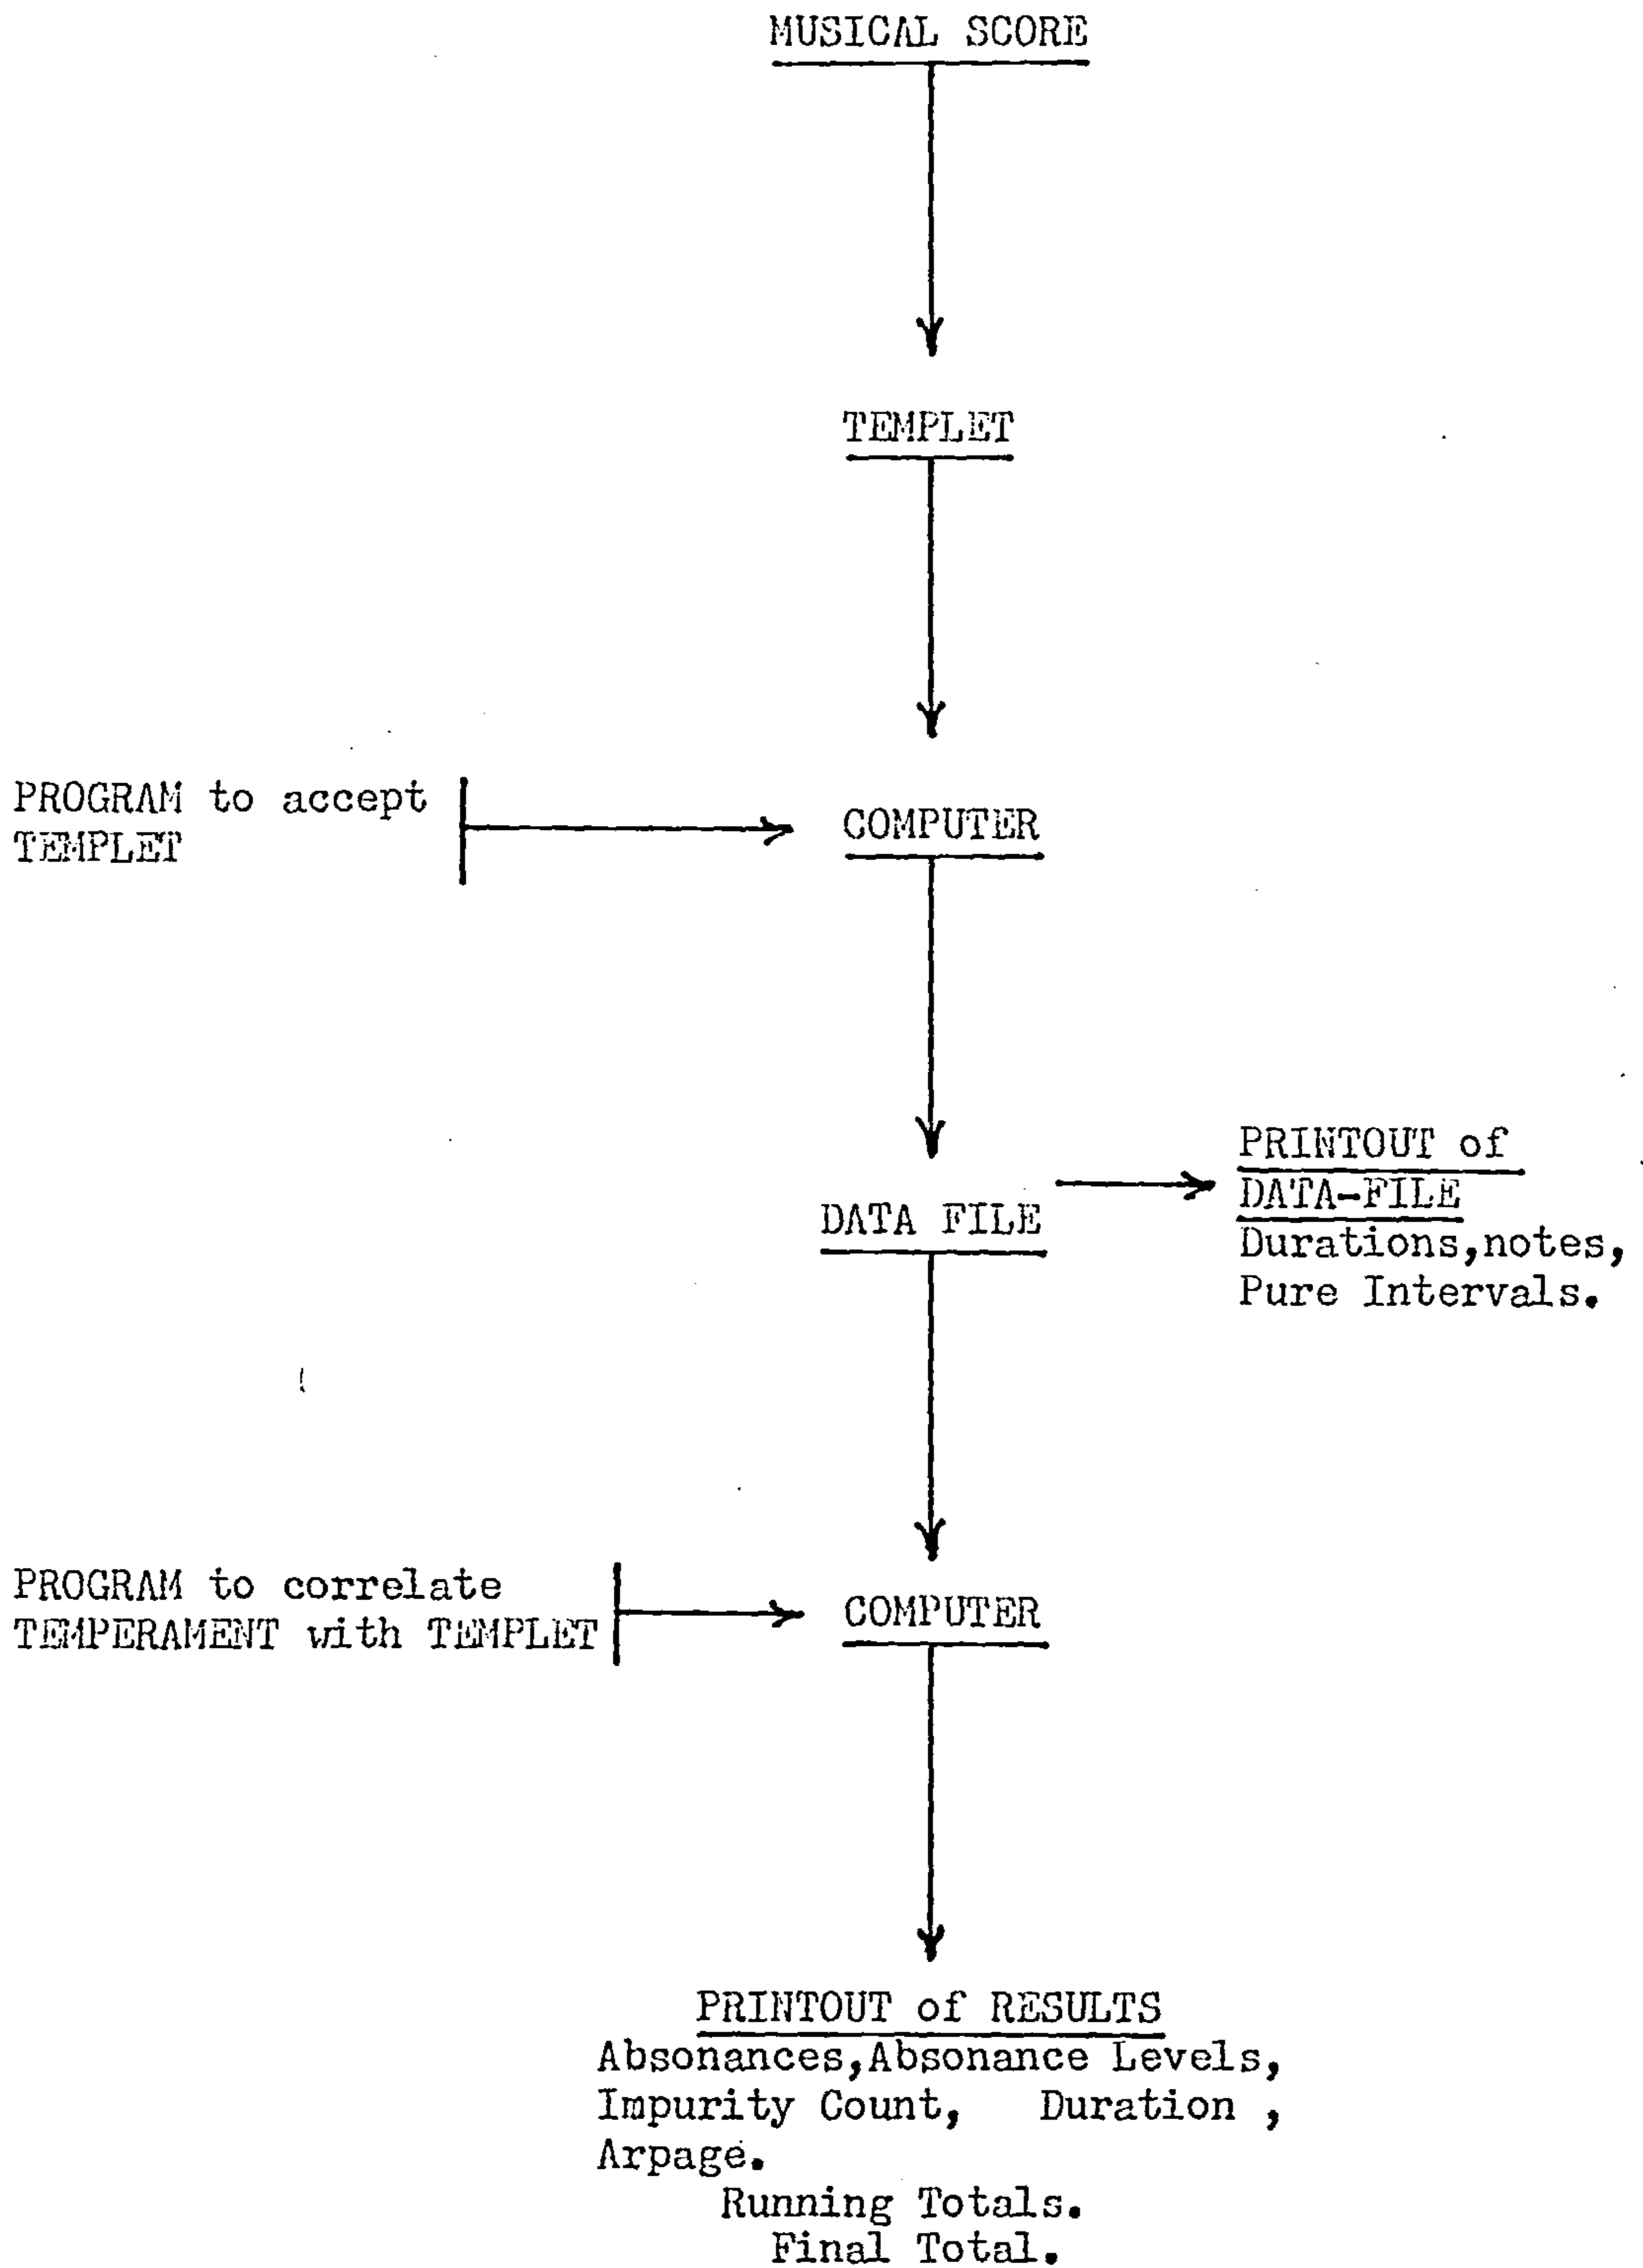 MUSICAL SCORE
TEMPLET
PROGRAM to accept
TEMPLET
COMPUTER
PRINTOUT of
DATA-FILE
Durations,notes,
Pure Intervals.
DATA FILE
PROGRAM to correlate
TEMPERAMENT with TEMPLET
COMPUTER
PRINTOUT of RESULTS
Absonances,Absonance Levels,
Impurity Count, Duration ,
Arpage.
Running Totals.
Final Total.